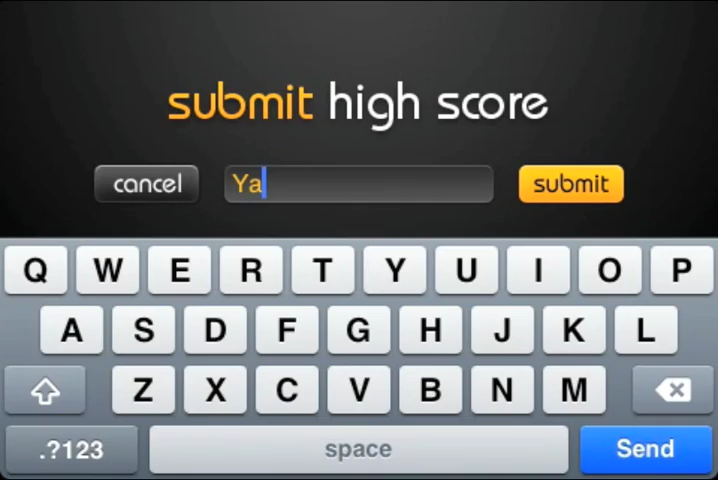 submit high score
cancel Ya submit
Q W E R T Y U I O P
A S D F G H J K L
Z X C V B N M
.?123 space Send